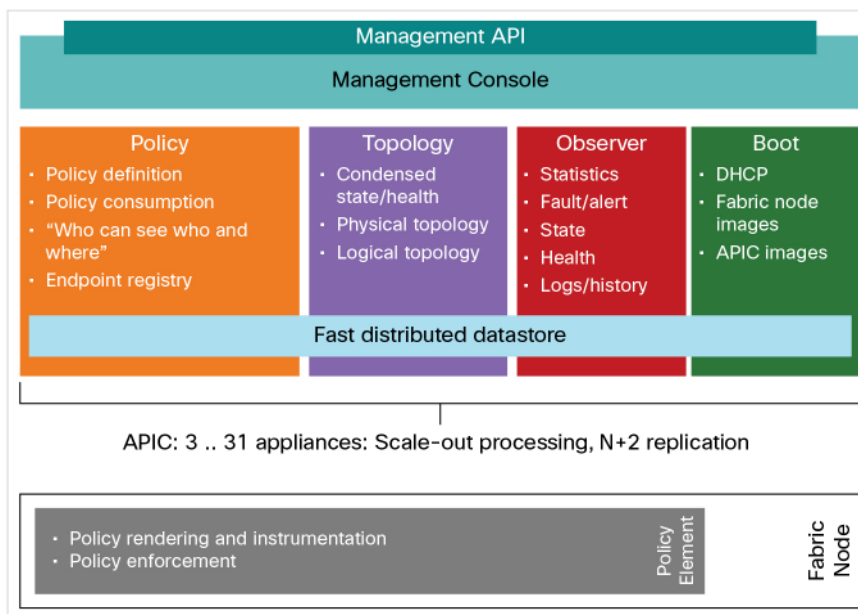 Management API
Management Console
Policy
· Policy definition
· Policy consumption
· “Who can see who and
where”
· Endpoint registry
Topology
· Condensed
state/health
· Physical topology
· Logical topology
Observer
· Statistics
· Fault/alert
· State
· Health
· Logs/history
Boot
· DHCP
· Fabric node
images
· APIC images
Fast distributed datastore
APIC: 3 .. 31 appliances: Scale-out processing, N+2 replication
· Policy rendering and instrumentation
· Policy enforcement
Policy
Element
Fabric
Node